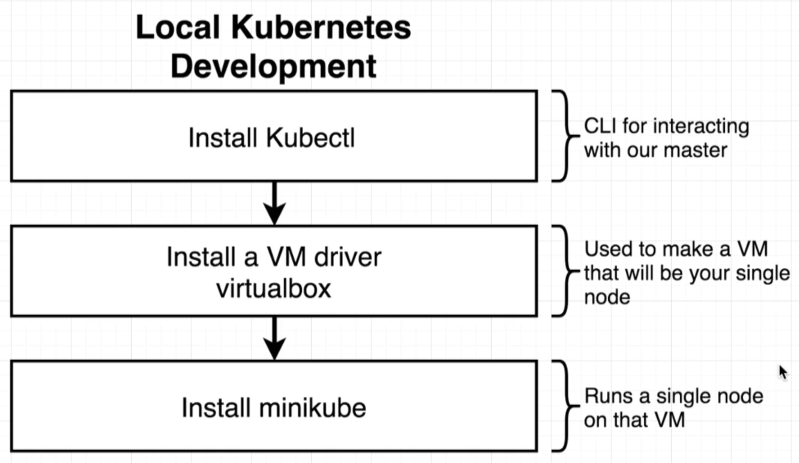 Local Kubernetes
Development
Install Kubectl
CLI for interacting
with our master
Install a VM driver
virtualbox
Used to make a VM
that will be your single
node
Install minikube
Runs a single node
on that VM